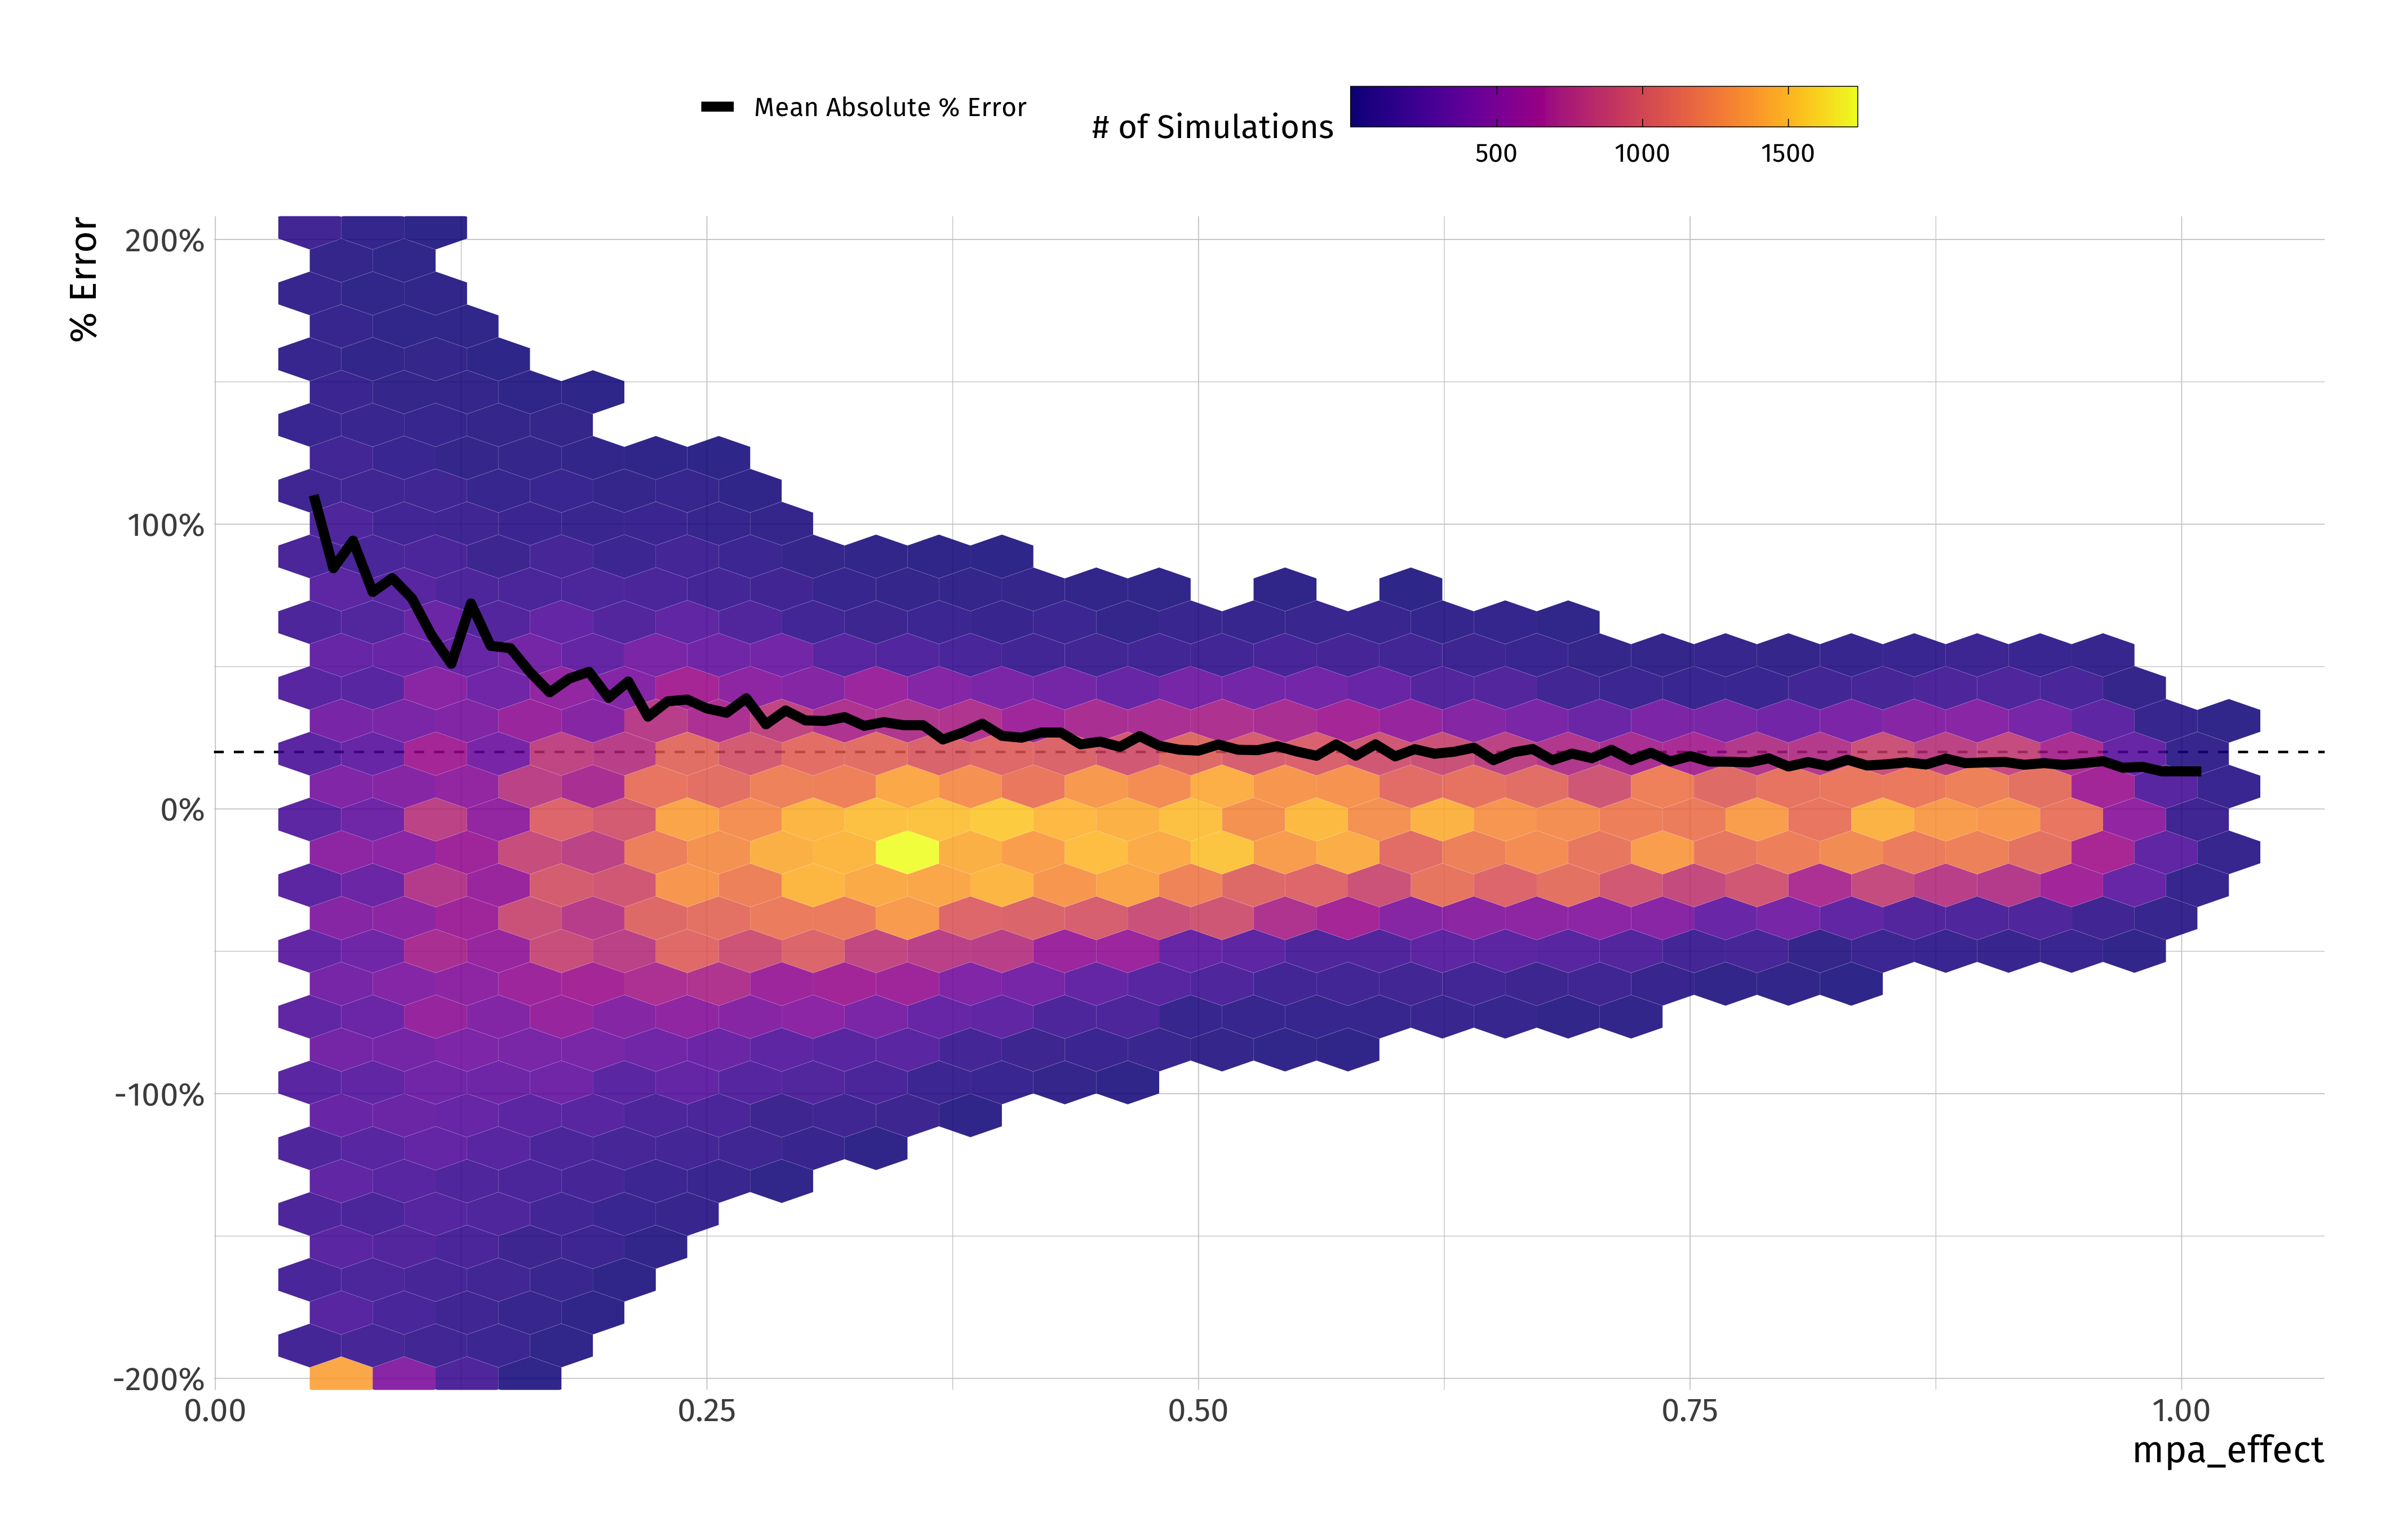 Mean Absolute % Error
# of Simulations
500 1000 1500
% Error
200%
100%
0%
-100%
-200%
0.00 0.25 0.50 0.75 1.00
mpa_effect